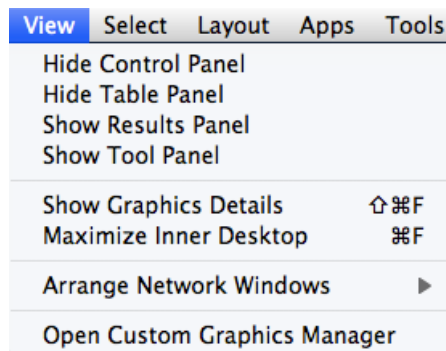 View Select Layout Apps Tools
Hide Control Panel
Hide Table Panel
Show Results Panel
Show Tool Panel
Show Graphics Details ⇧⌘F
Maximize Inner Desktop ⌘F
Arrange Network Windows ▶
Open Custom Graphics Manager